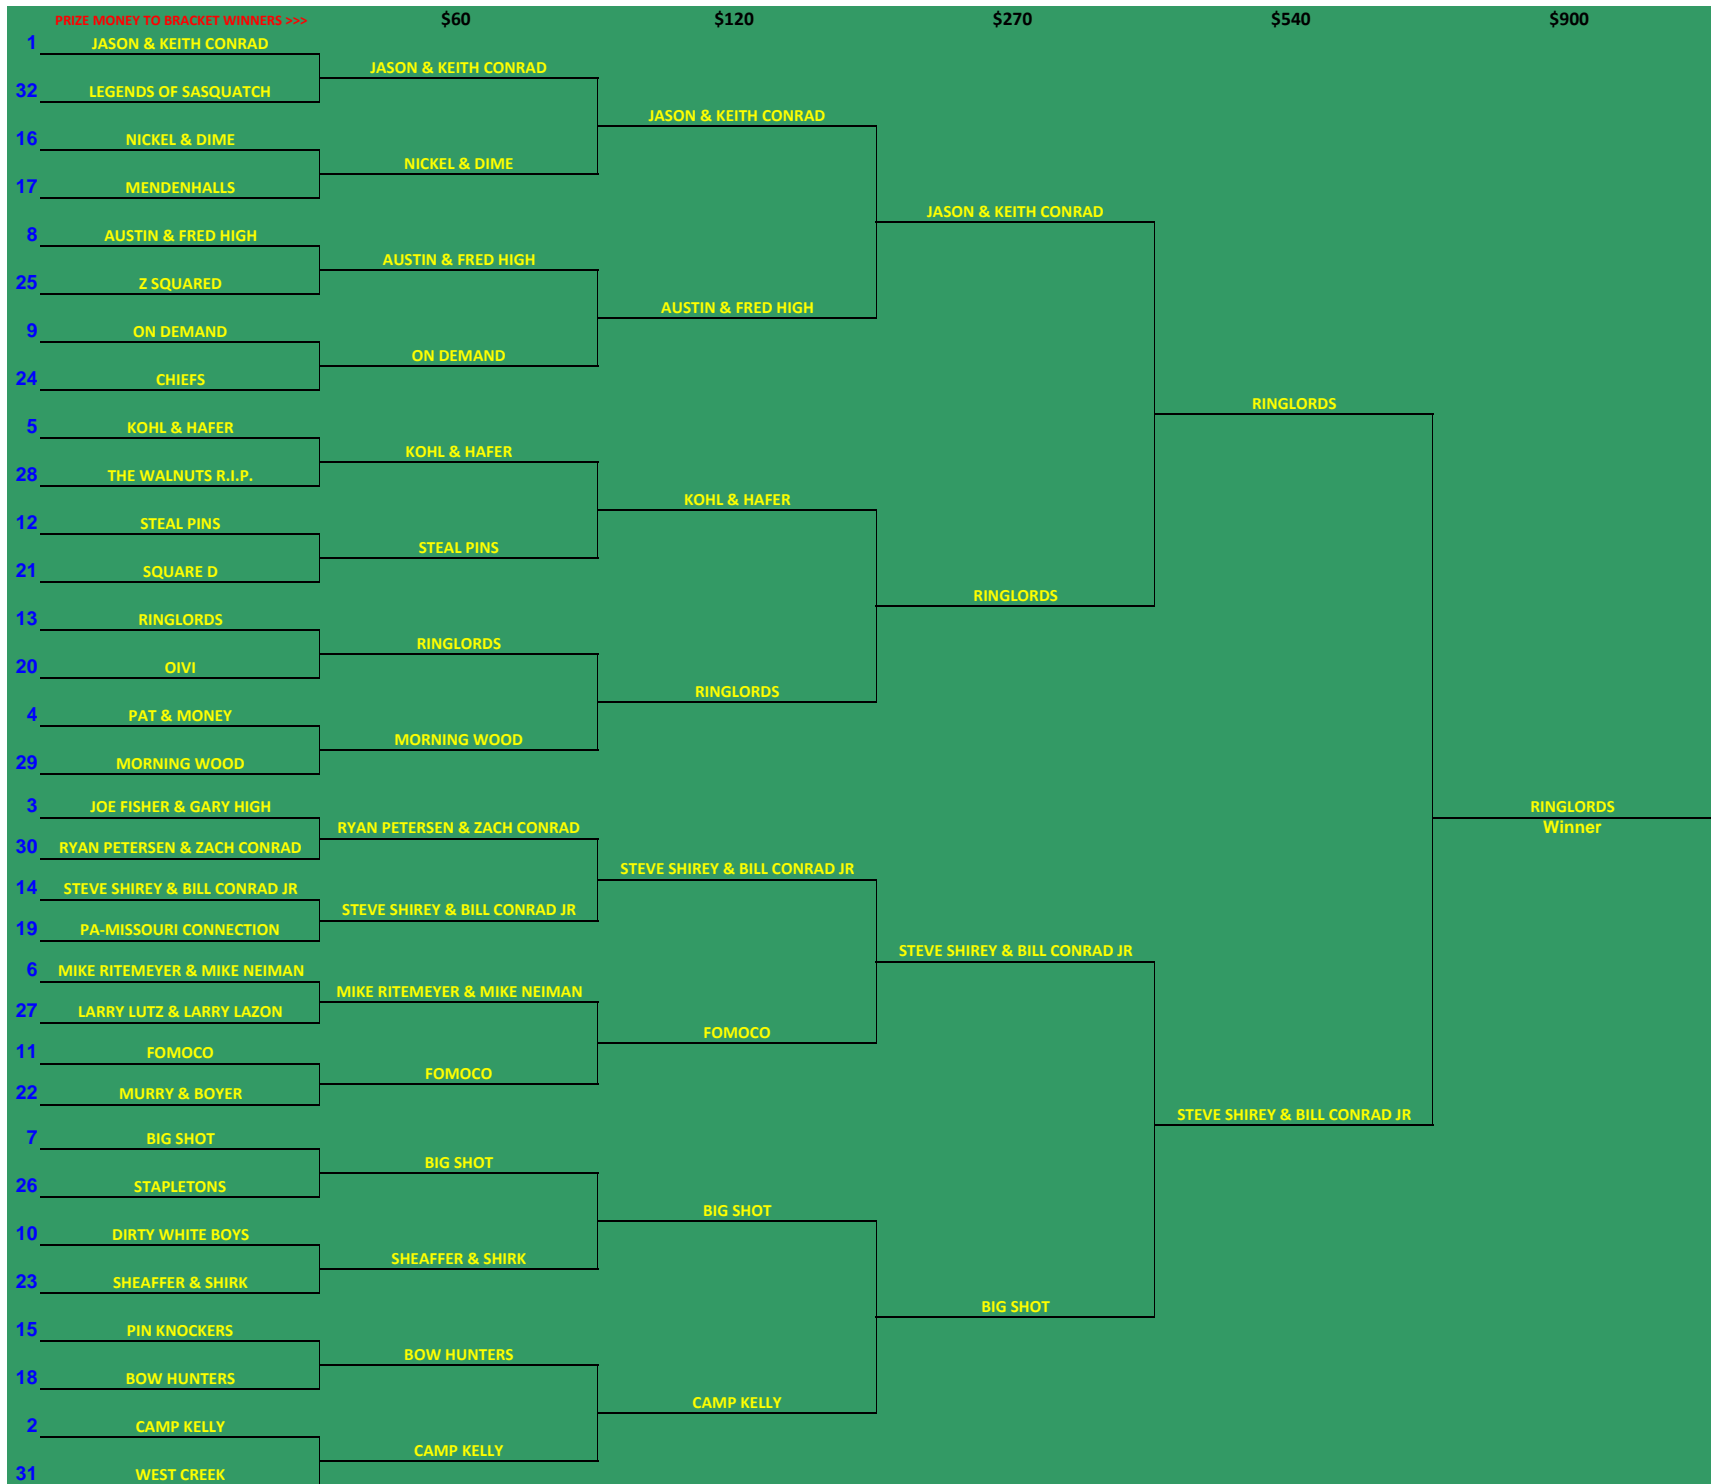 PRIZE MONEY TO BRACKET WINNERS >>> $60 $120 $270 $540 $900
1 JASON & KEITH CONRAD
JASON & KEITH CONRAD
32 LEGENDS OF SASQUATCH
JASON & KEITH CONRAD
16 NICKEL & DIME
NICKEL & DIME
17 MENDENHALLS
JASON & KEITH CONRAD
8 AUSTIN & FRED HIGH
AUSTIN & FRED HIGH
25 Z SQUARED
AUSTIN & FRED HIGH
9 ON DEMAND
ON DEMAND
24 CHIEFS
RINGLORDS
5 KOHL & HAFER
KOHL & HAFER
28 THE WALNUTS R.I.P.
KOHL & HAFER
12 STEAL PINS
STEAL PINS
21 SQUARE D
RINGLORDS
13 RINGLORDS
RINGLORDS
20 OIVI
RINGLORDS
4 PAT & MONEY
MORNING WOOD
29 MORNING WOOD
3 JOE FISHER & GARY HIGH
RINGLORDS
Winner
RYAN PETERSEN & ZACH CONRAD
30 RYAN PETERSEN & ZACH CONRAD
STEVE SHIREY & BILL CONRAD JR
14 STEVE SHIREY & BILL CONRAD JR
STEVE SHIREY & BILL CONRAD JR
19 PA-MISSOURI CONNECTION
STEVE SHIREY & BILL CONRAD JR
6 MIKE RITEMEYER & MIKE NEIMAN
MIKE RITEMEYER & MIKE NEIMAN
27 LARRY LUTZ & LARRY LAZON
FOMOCO
11 FOMOCO
FOMOCO
22 MURRY & BOYER
STEVE SHIREY & BILL CONRAD JR
7 BIG SHOT
BIG SHOT
26 STAPLETONS
BIG SHOT
10 DIRTY WHITE BOYS
SHEAFFER & SHIRK
23 SHEAFFER & SHIRK
BIG SHOT
15 PIN KNOCKERS
BOW HUNTERS
18 BOW HUNTERS
CAMP KELLY
2 CAMP KELLY
CAMP KELLY
31 WEST CREEK